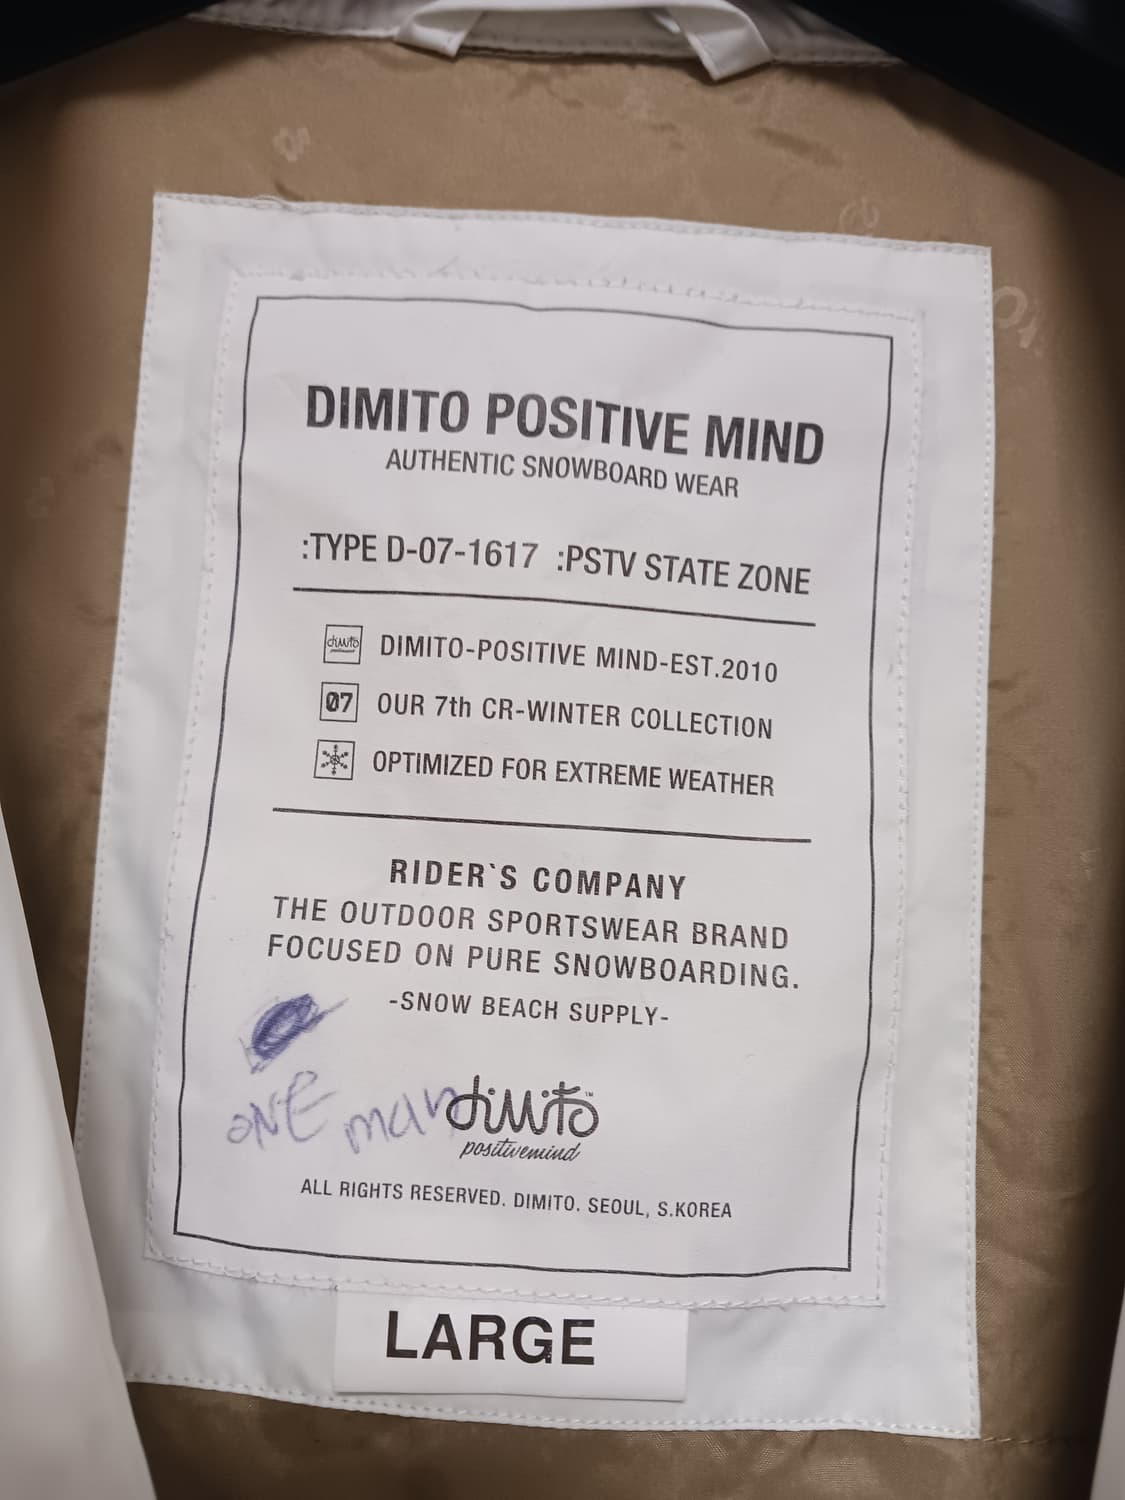 DIMITO POSITIVE MIND
AUTHENTIC SNOWBOARD WEAR
:TYPE D-07-1617 :PSTV STATE ZONE
dimito
DIMITO-POSITIVE MIND-EST.2010
07 OUR 7th CR-WINTER COLLECTION
OPTIMIZED FOR EXTREME WEATHER
RIDER`S COMPANY
THE OUTDOOR SPORTSWEAR BRAND
FOCUSED ON PURE SNOWBOARDING.
-SNOW BEACH SUPPLY-
oNE man
dimito™
positivemind
ALL RIGHTS RESERVED. DIMITO. SEOUL, S.KOREA
LARGE